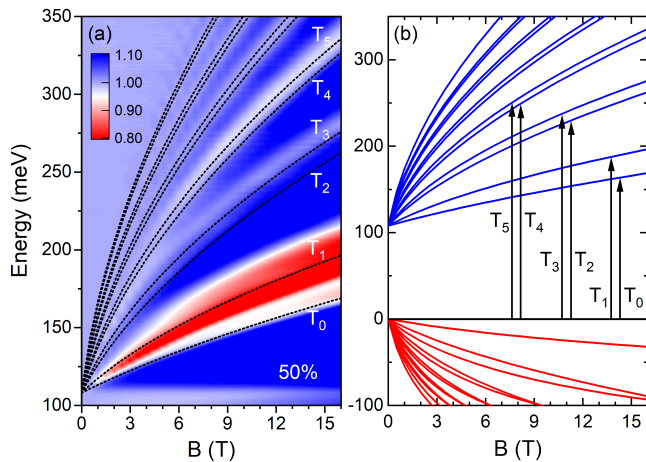 (a)
1.10
1.00
0.90
0.80
T5
T4
T3
T2
T1
T0
50%
350
300
250
200
150
100
Energy (meV)
0 3 6 9 12 15
B (T)
(b)
300
200
100
0
-100
T5 T4
T3 T2
T1 T0
0 3 6 9 12 15
B (T)